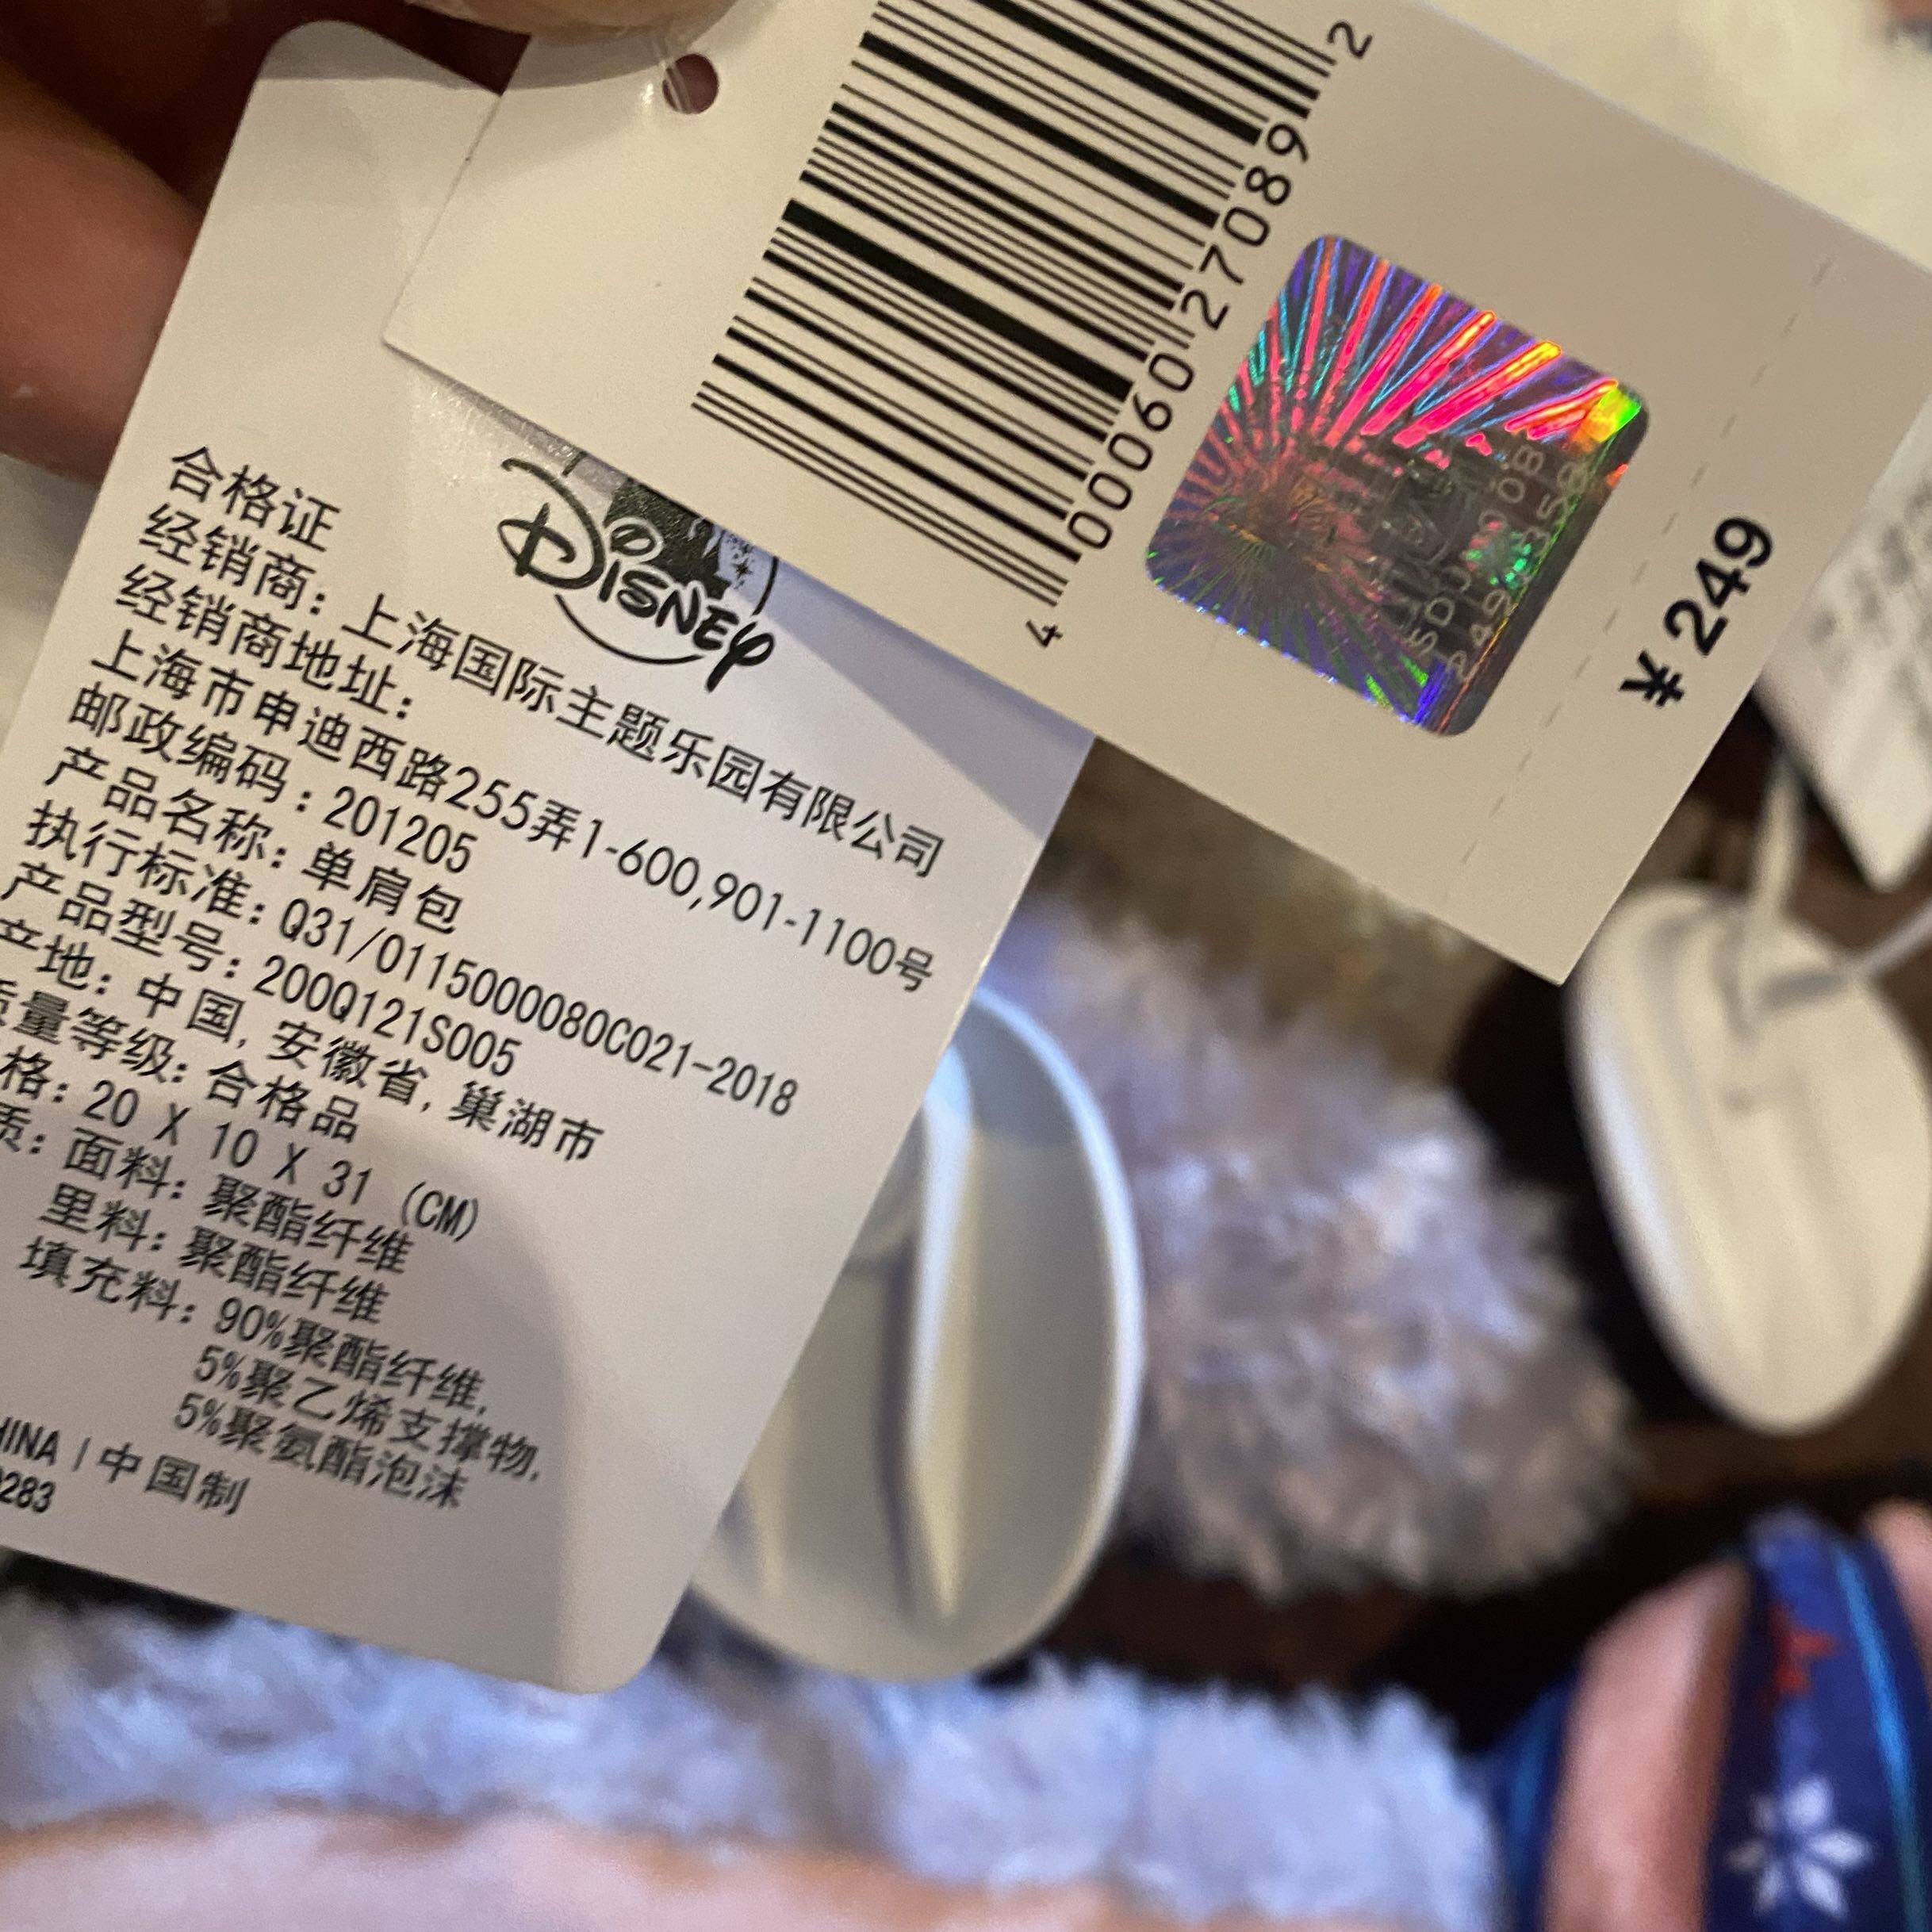 合格证
经销商：上海国际主题乐园有限公司
经销商地址：
上海市申迪西路255弄1-600,901-1100号
邮政编码：201205
产品名称：单肩包
执行标准：Q31/0115000080C021-2018
产品型号：200Q121S005
产地：中国，安徽省，巢湖市
质量等级：合格品
格：20 X 10 X 31 (CM)
质：面料：聚酯纤维
里料：聚酯纤维
填充料：90%聚酯纤维，
5%聚乙烯支撑物，
5%聚氨酯泡沫
HINA | 中国制
283
Disney
4 000602 70892
¥ 249